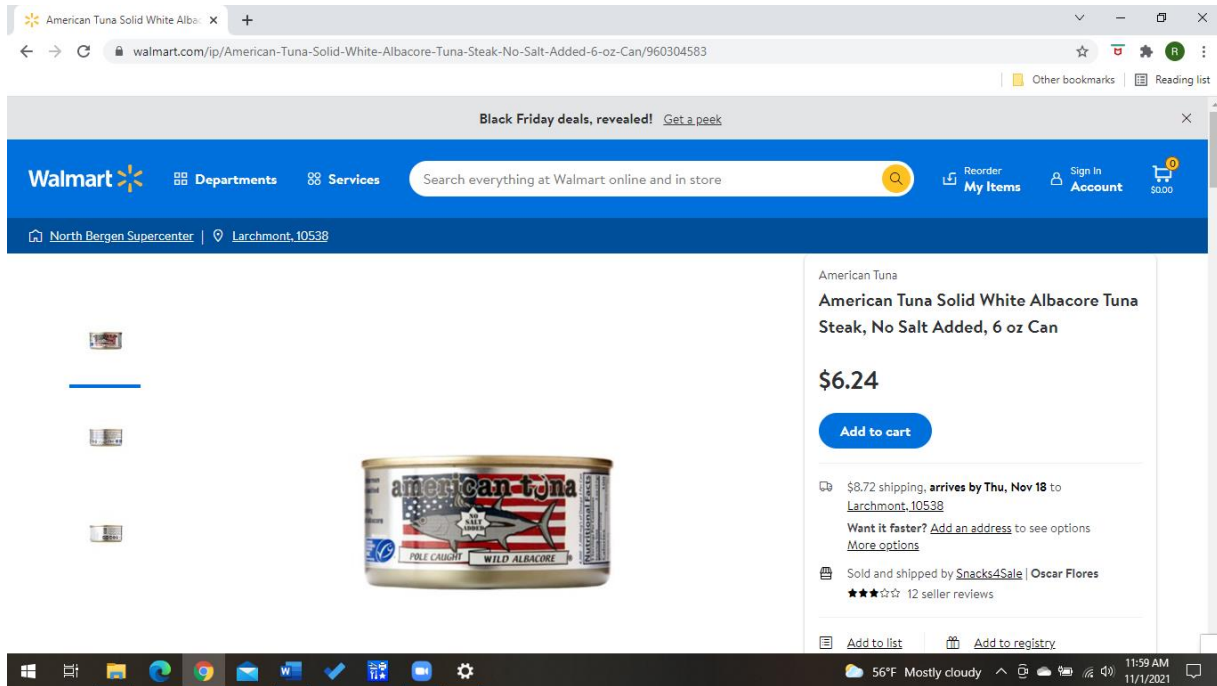 American Tuna Solid White Albac
walmart.com/ip/American-Tuna-Solid-White-Albacore-Tuna-Steak-No-Salt-Added-6-oz-Can/960304583
R
Other bookmarks
Reading list
Black Friday deals, revealed! Get a peek
Walmart
Departments
Services
Search everything at Walmart online and in store
Reorder
My Items
Sign In
Account
0
$0.00
North Bergen Supercenter | Larchmont, 10538
American Tuna
American Tuna Solid White Albacore Tuna
Steak, No Salt Added, 6 oz Can
$6.24
Add to cart
$8.72 shipping, arrives by Thu, Nov 18 to
Larchmont, 10538
Want it faster? Add an address to see options
More options
Sold and shipped by Snacks4Sale | Oscar Flores
12 seller reviews
Add to list
Add to registry
american tuna
NO
SALT
ADDED
POLE CAUGHT
WILD ALBACORE
Nutritional Facts
56°F Mostly cloudy
11:59 AM
11/1/2021